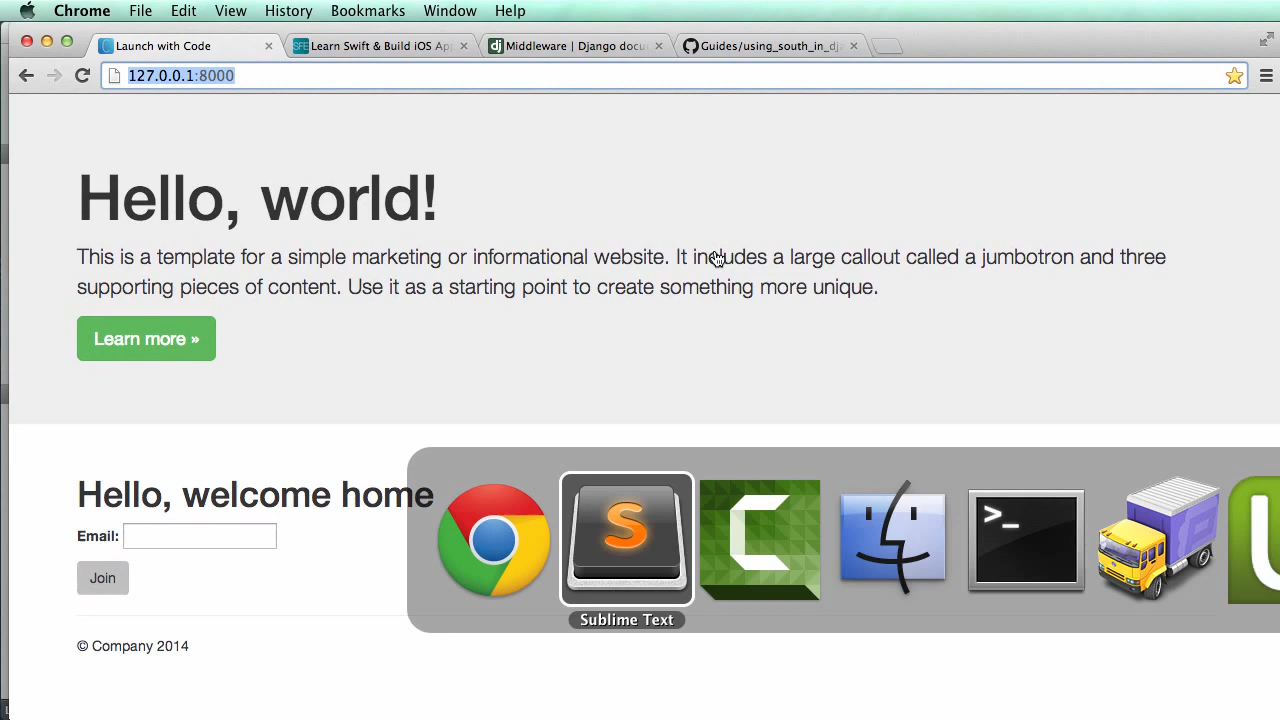 Chrome File Edit View History Bookmarks Window Help
Launch with Code
SFE Learn Swift & Build iOS Ap
dj Middleware | Django docu
Guides/using_south_in_dj
127.0.0.1:8000
Hello, world!
This is a template for a simple marketing or informational website. It includes a large callout called a jumbotron and three
supporting pieces of content. Use it as a starting point to create something more unique.
Learn more »
Hello, welcome home
Email:
Join
S
C
>_
Sublime Text
© Company 2014